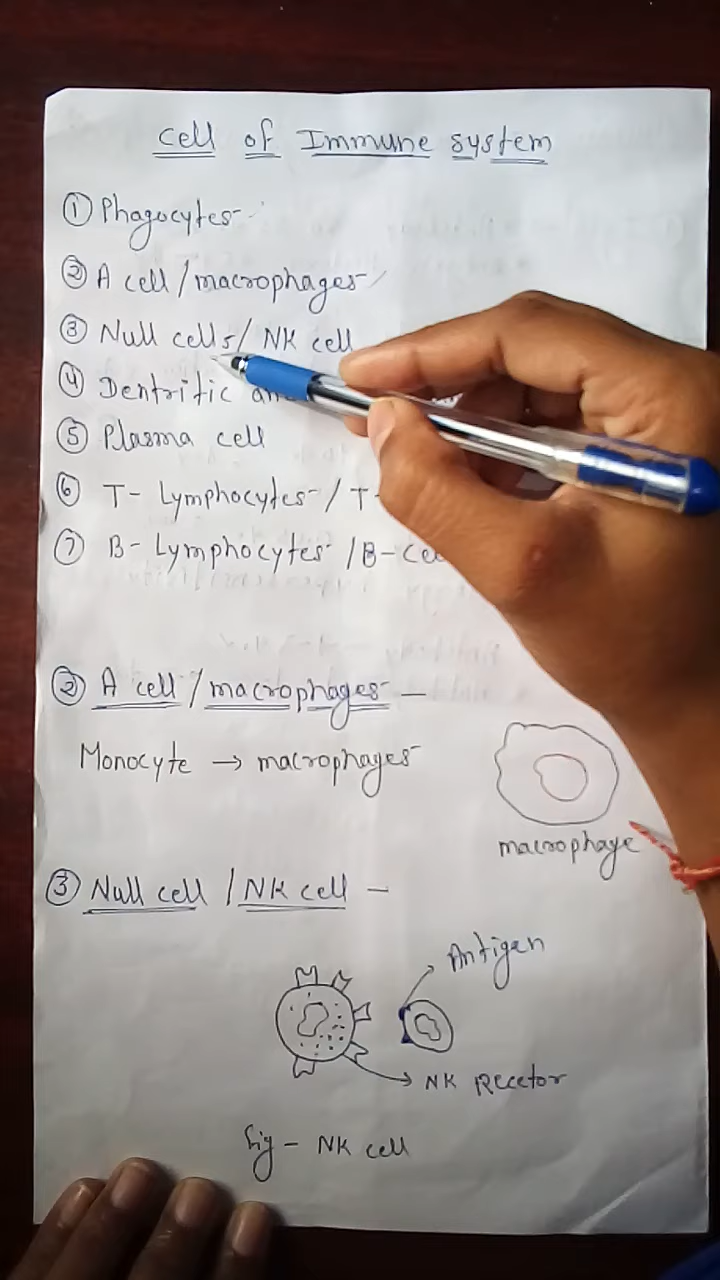 Cell of Immune system
① Phagocytes-
② A cell/macrophages-
③ Null cells/ NK cell
④ Dentritic
⑤ Plasma cell
⑥ T- Lymphocytes-/T-
⑦ B- Lymphocytes-/B-
② A cell/macrophages-—
Monocyte → macrophages-
macrophage
③ Null cell /NK cell —
Antigen
NK Recetor
fig - NK cell